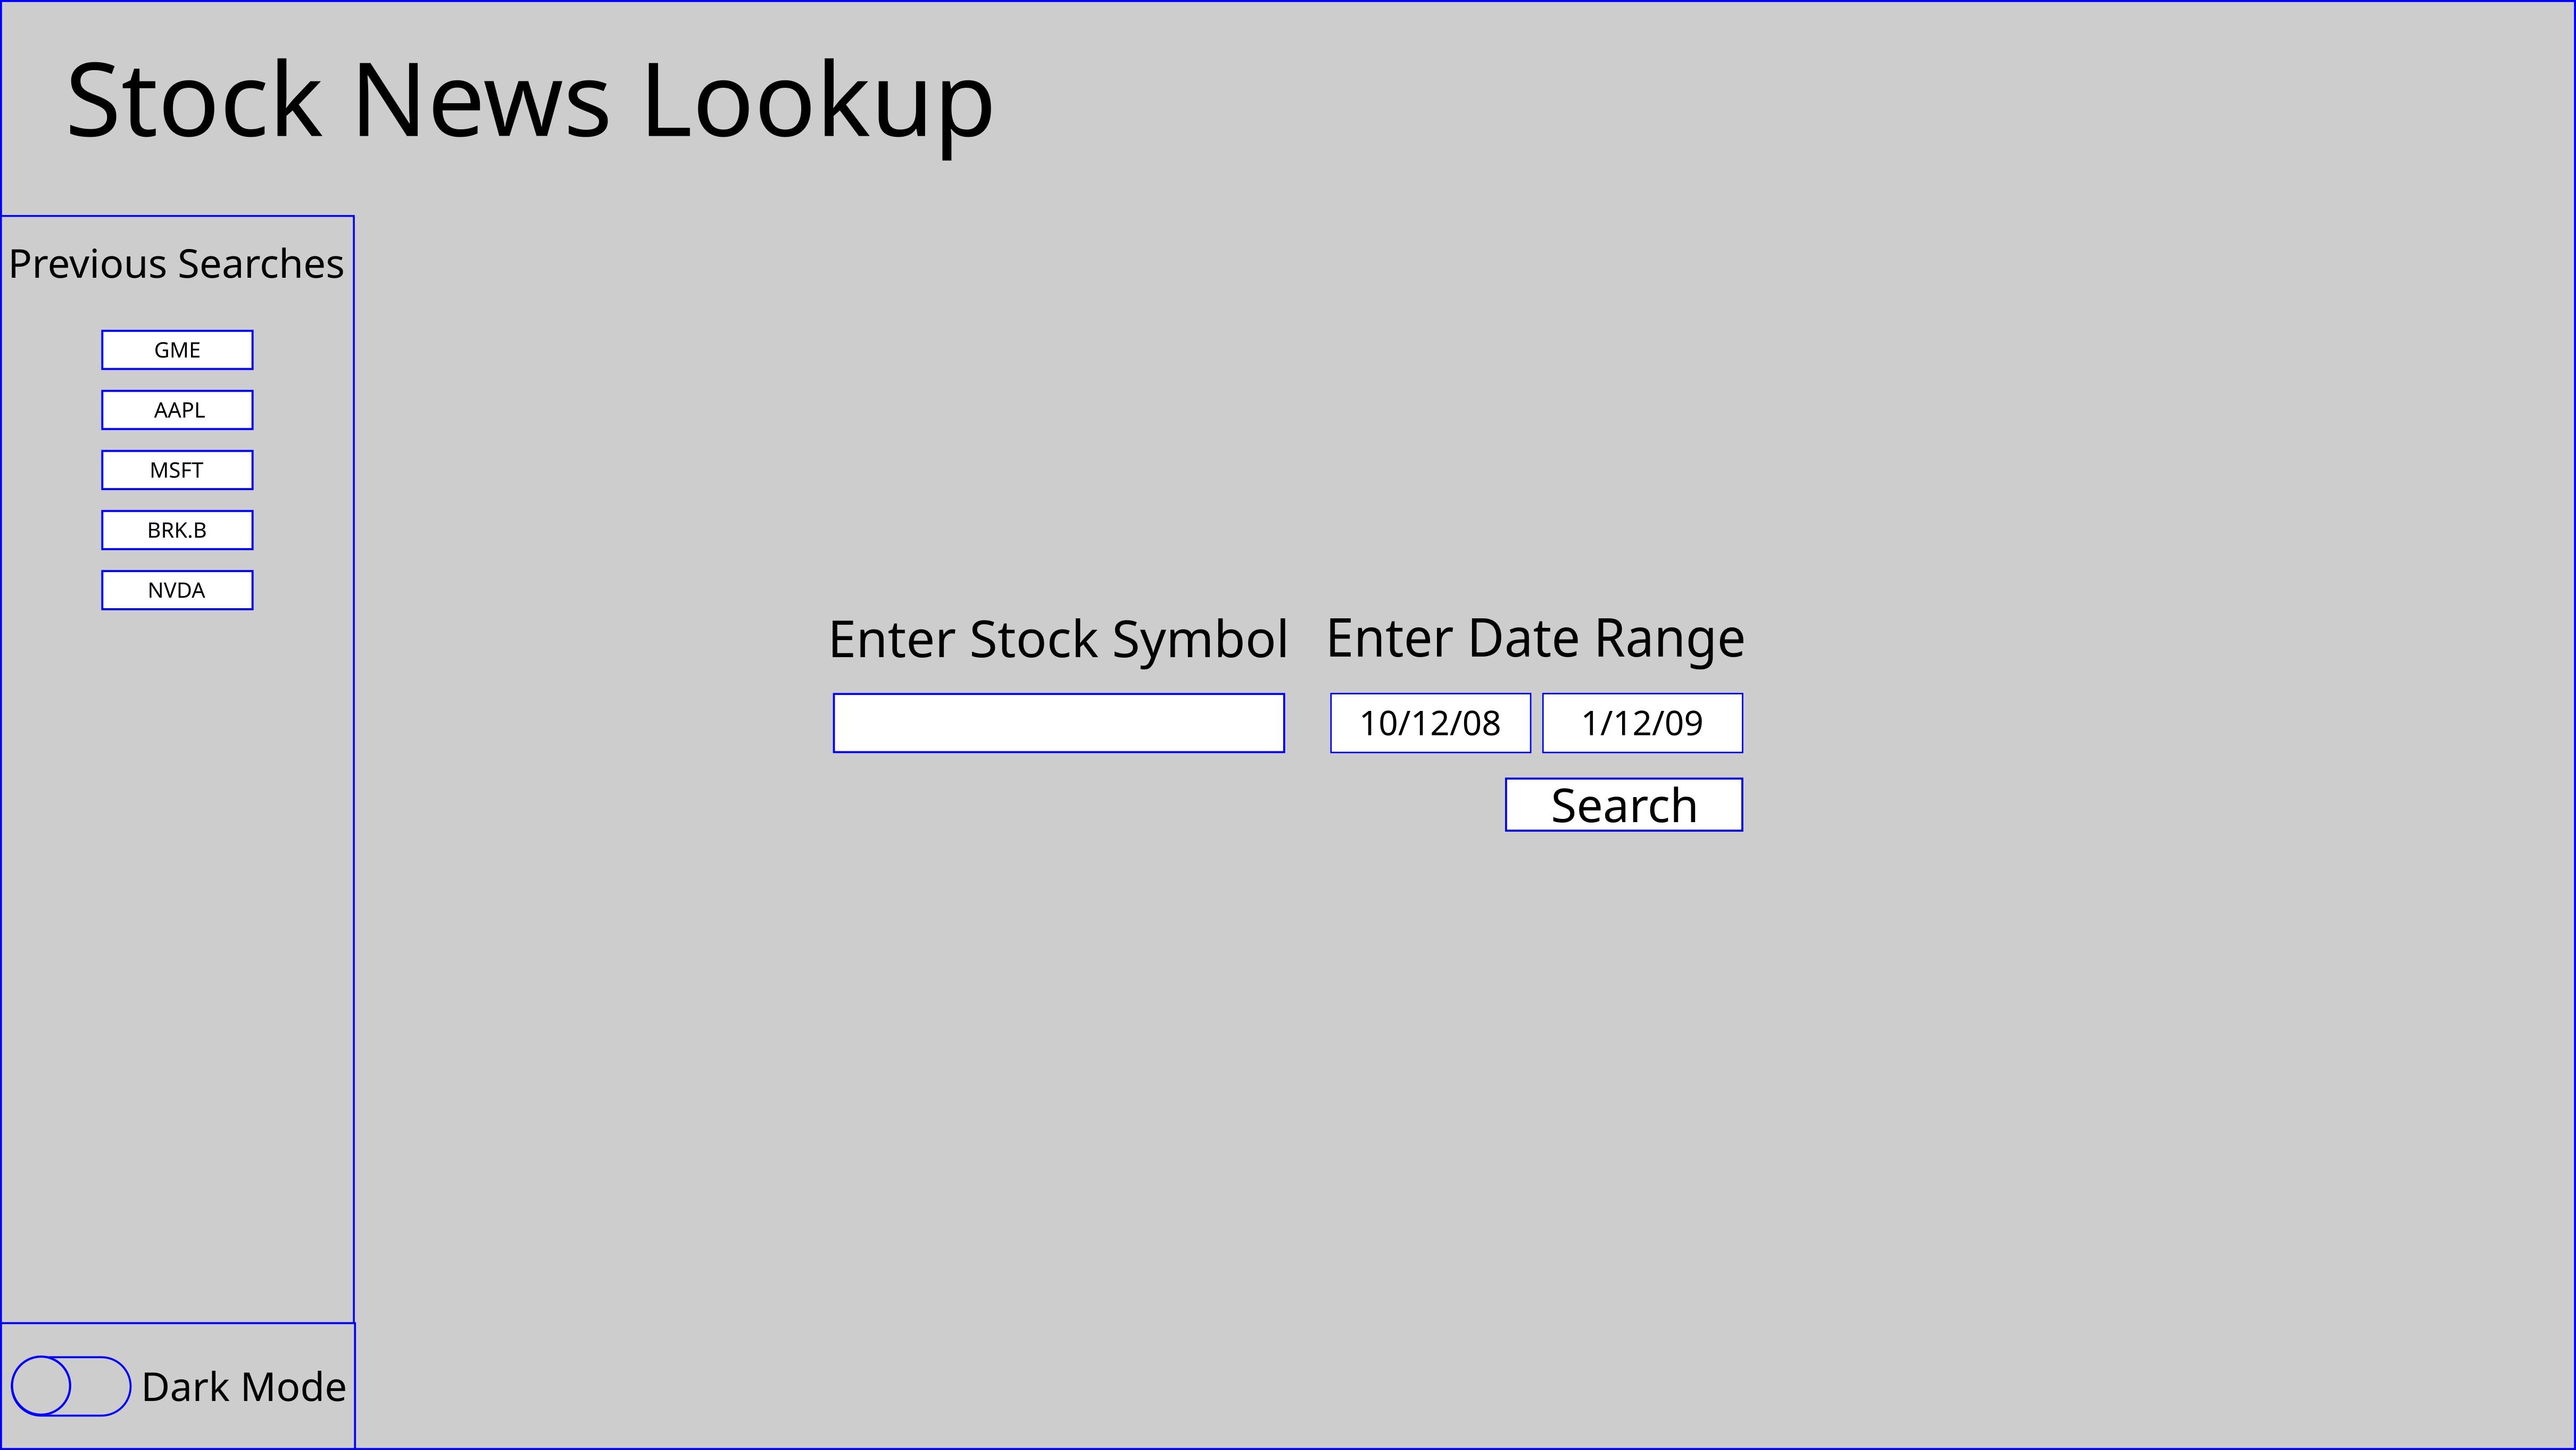 Stock News Lookup
Previous Searches
GME
AAPL
MSFT
BRK.B
NVDA
Enter Stock Symbol
Enter Date Range
10/12/08
1/12/09
Search
Dark Mode